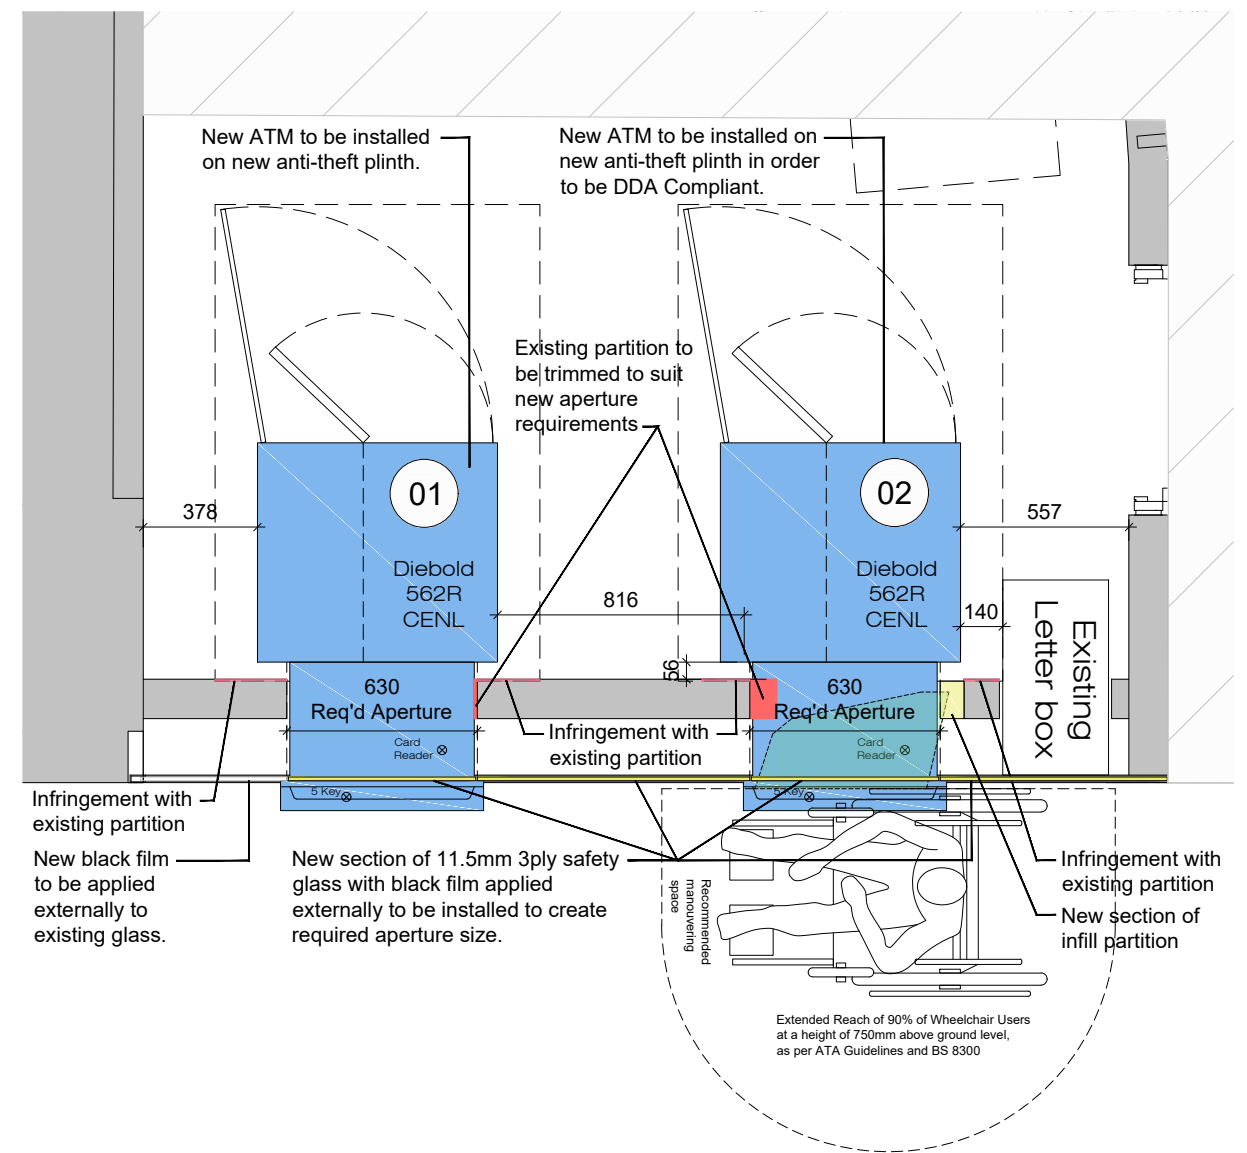 New ATM to be installed
on new anti-theft plinth.
New ATM to be installed on
new anti-theft plinth in order
to be DDA Compliant.
Existing partition to
be trimmed to suit
new aperture
requirements
01
02
378
557
Diebold
562R
CENL
Diebold
562R
CENL
816
140
Existing
Letter box
56
630
Req'd Aperture
630
Req'd Aperture
Infringement with
existing partition
Card
Reader
Card
Reader
5 Key
5 Key
Infringement with
existing partition
New black film
to be applied
externally to
existing glass.
New section of 11.5mm 3ply safety
glass with black film applied
externally to be installed to create
required aperture size.
Recommended
manouvering
space
Infringement with
existing partition
New section of
infill partition
Extended Reach of 90% of Wheelchair Users
at a height of 750mm above ground level,
as per ATA Guidelines and BS 8300